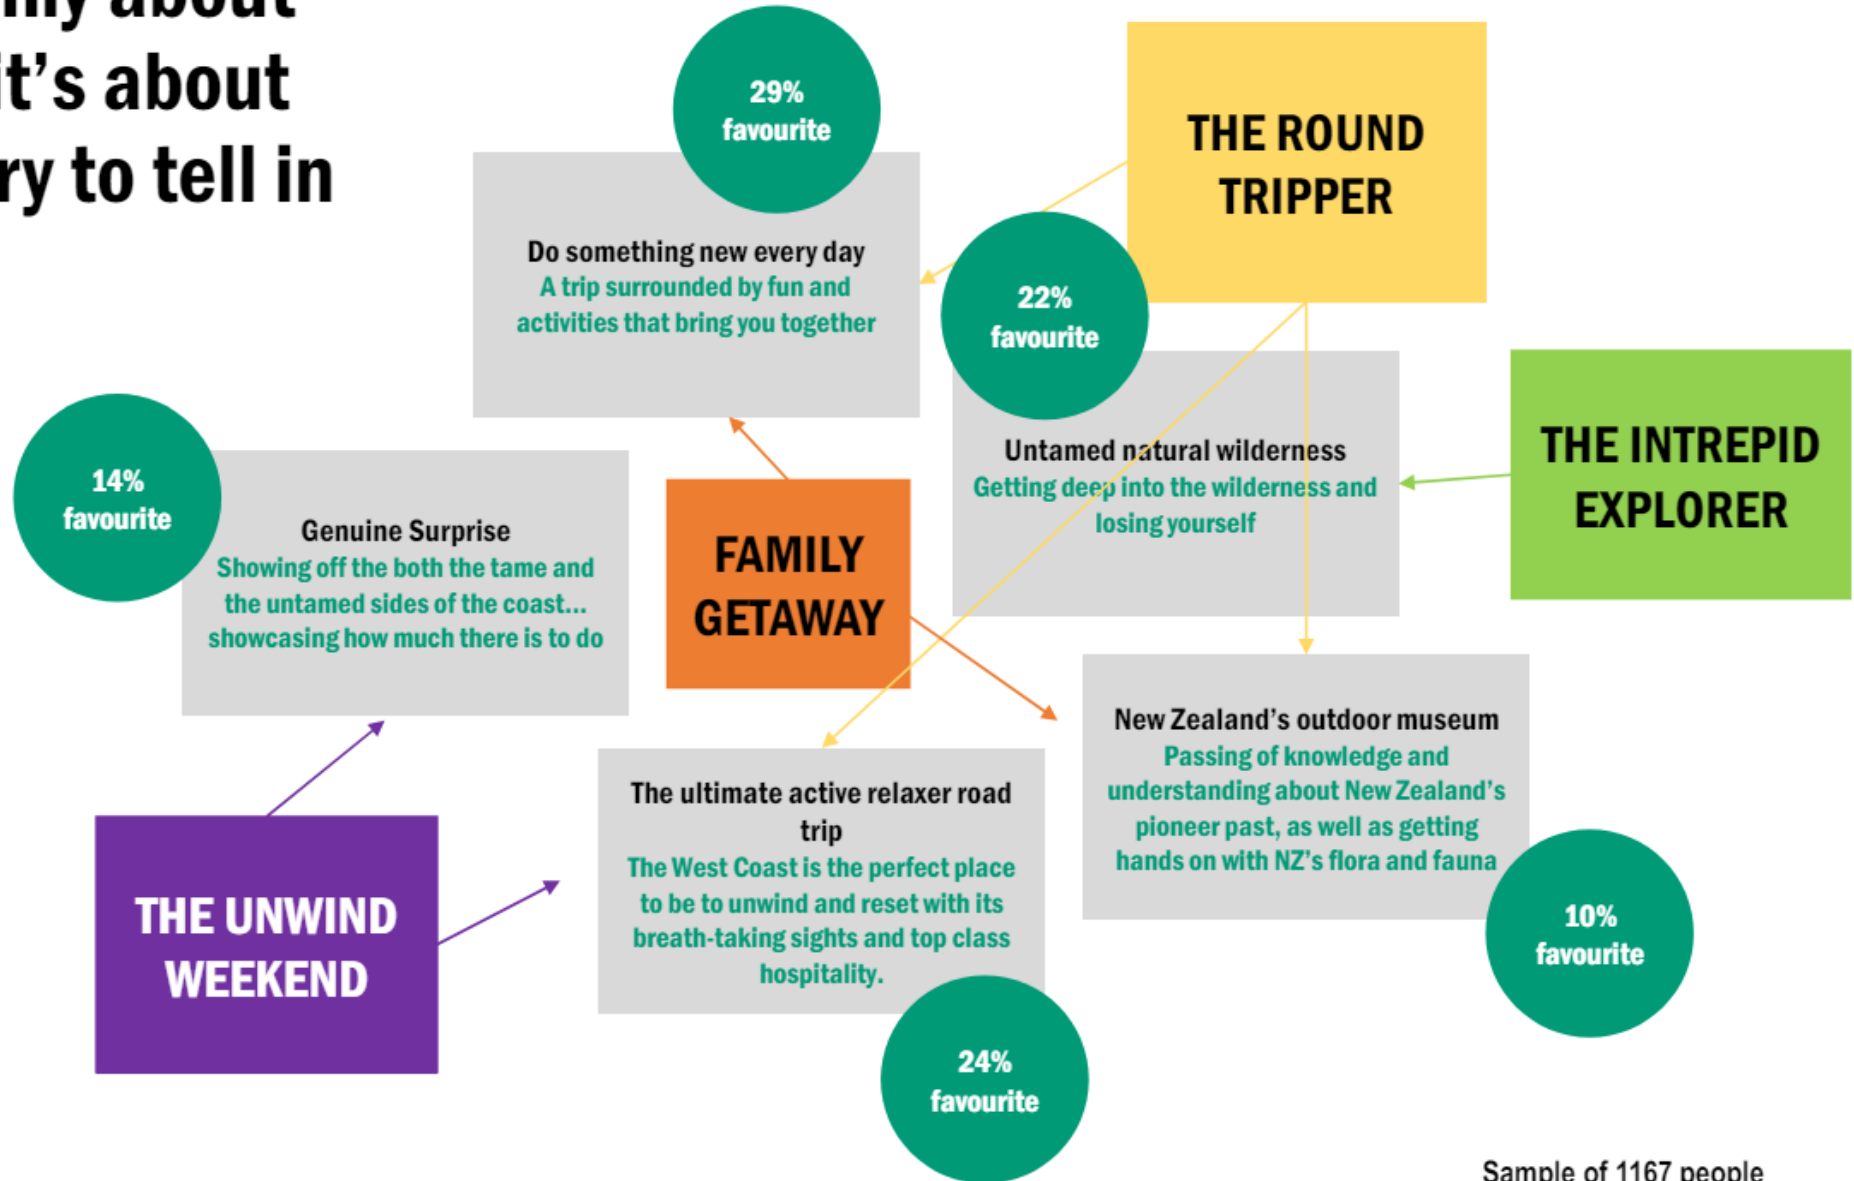 about
it's about
to tell in
29%
favourite
THE ROUND
TRIPPER
Do something new every day
A trip surrounded by fun and
activities that bring you together
22%
favourite
Untamed natural wilderness
Getting deep into the wilderness and
losing yourself
THE INTREPID
EXPLORER
14%
favourite
Genuine Surprise
Showing off the both the tame and
the untamed sides of the coast...
showcasing how much there is to do
FAMILY
GETAWAY
New Zealand's outdoor museum
Passing of knowledge and
understanding about New Zealand's
pioneer past, as well as getting
hands on with NZ's flora and fauna
10%
favourite
The ultimate active relaxer road
trip
The West Coast is the perfect place
to be to unwind and reset with its
breath-taking sights and top class
hospitality.
24%
favourite
THE UNWIND
WEEKEND
Sample of 1167 people